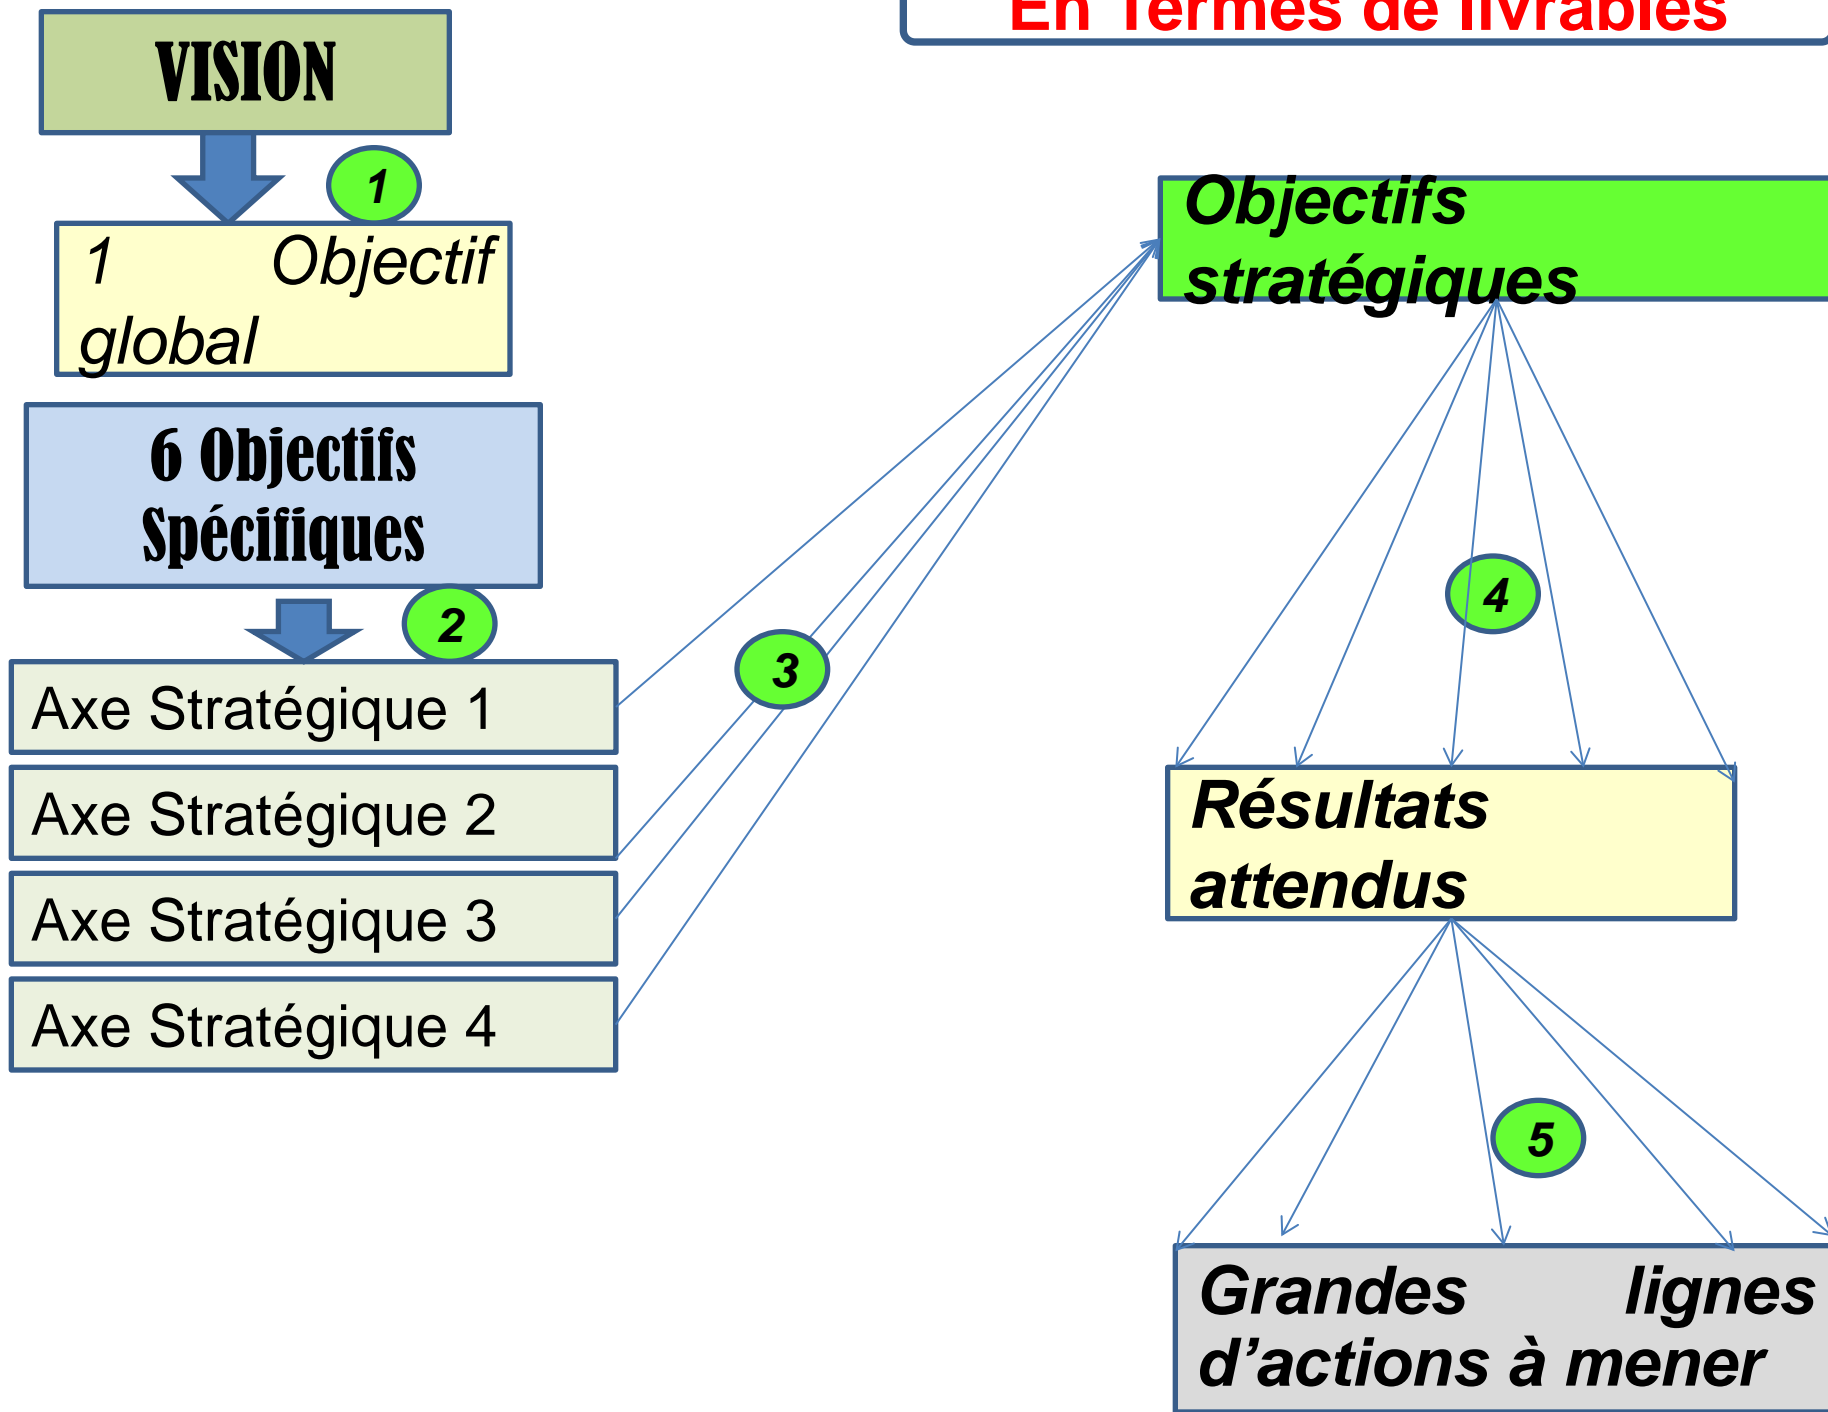 En Termes de livrables
VISION
1
1 Objectif
global
6 Objectifs
Spécifiques
2
Axe Stratégique 1
Axe Stratégique 2
Axe Stratégique 3
Axe Stratégique 4
3
Objectifs
stratégiques
4
Résultats
attendus
5
Grandes lignes
d’actions à mener